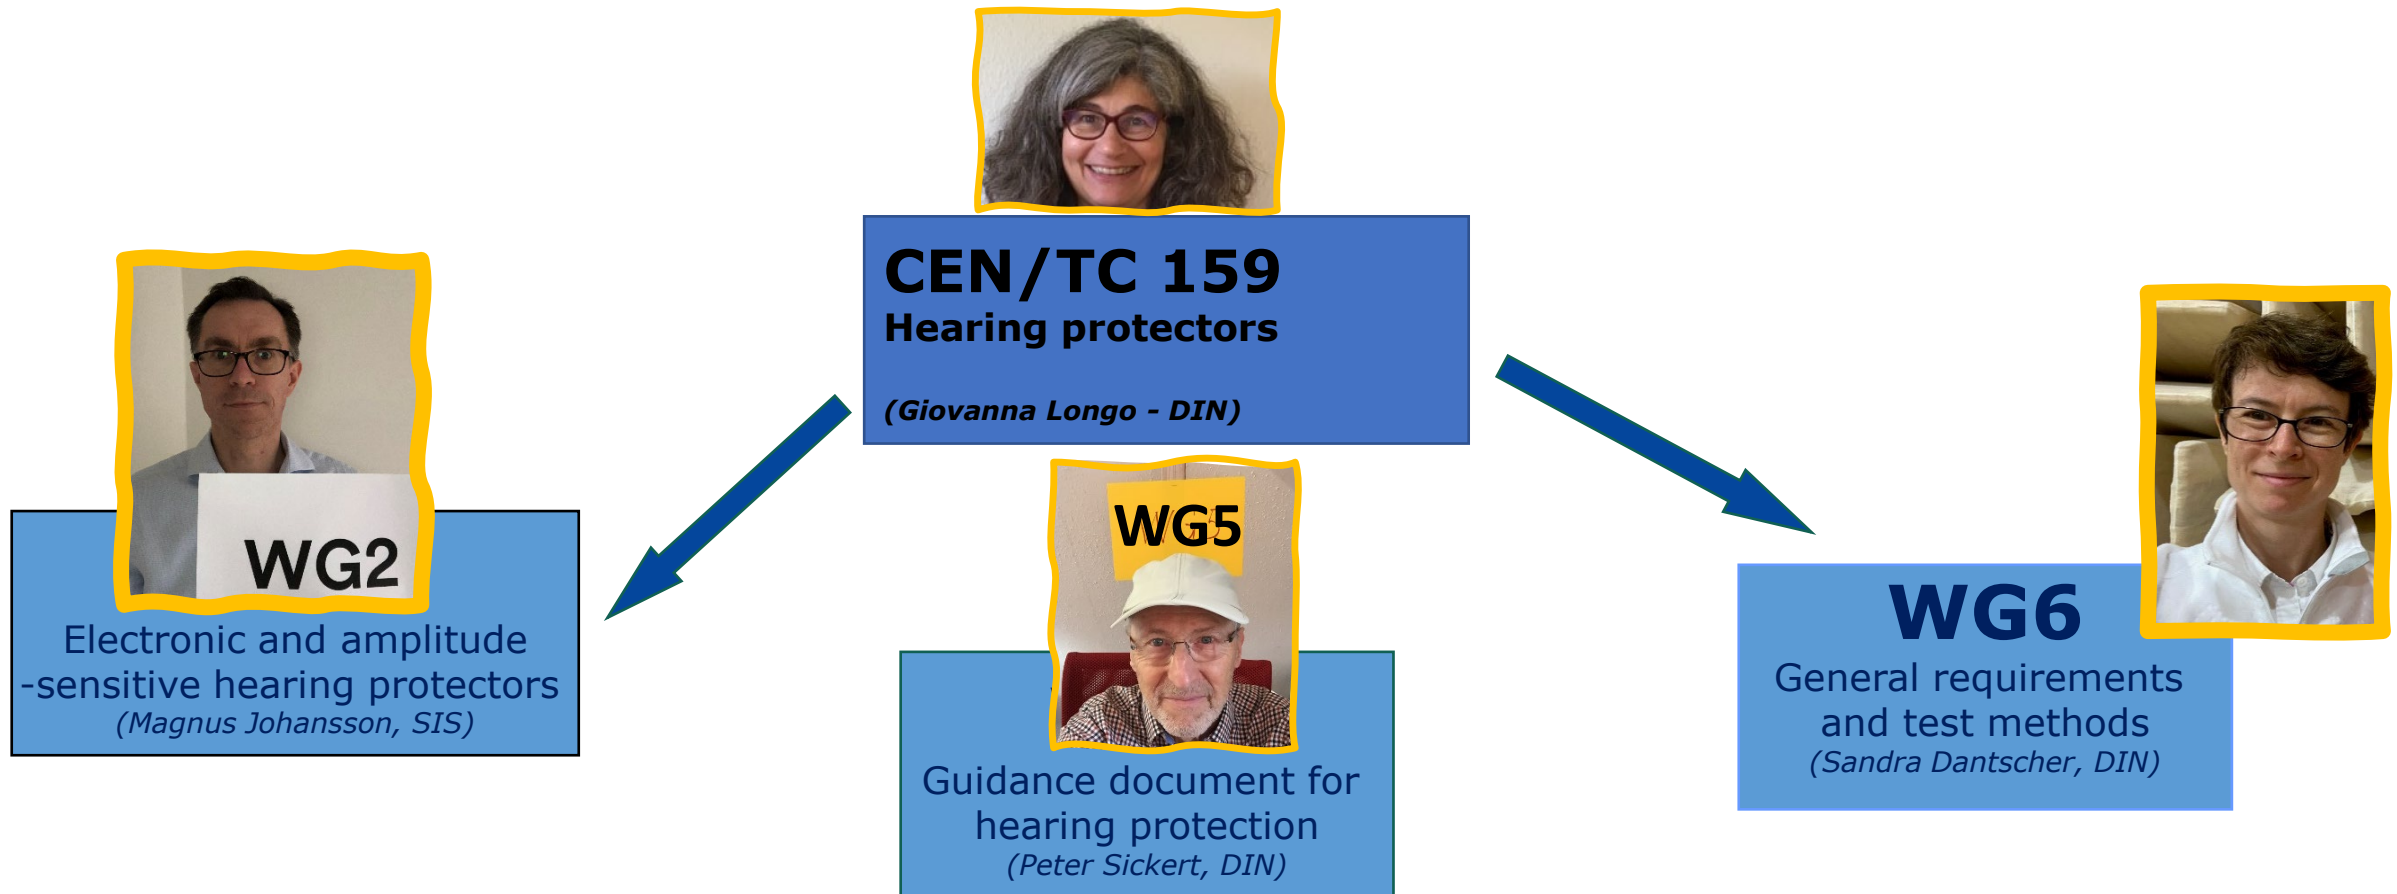 CEN/TC 159
Hearing protectors
(Giovanna Longo - DIN)
WG2
Electronic and amplitude
-sensitive hearing protectors
(Magnus Johansson, SIS)
WG5
Guidance document for
hearing protection
(Peter Sickert, DIN)
WG6
General requirements
and test methods
(Sandra Dantscher, DIN)